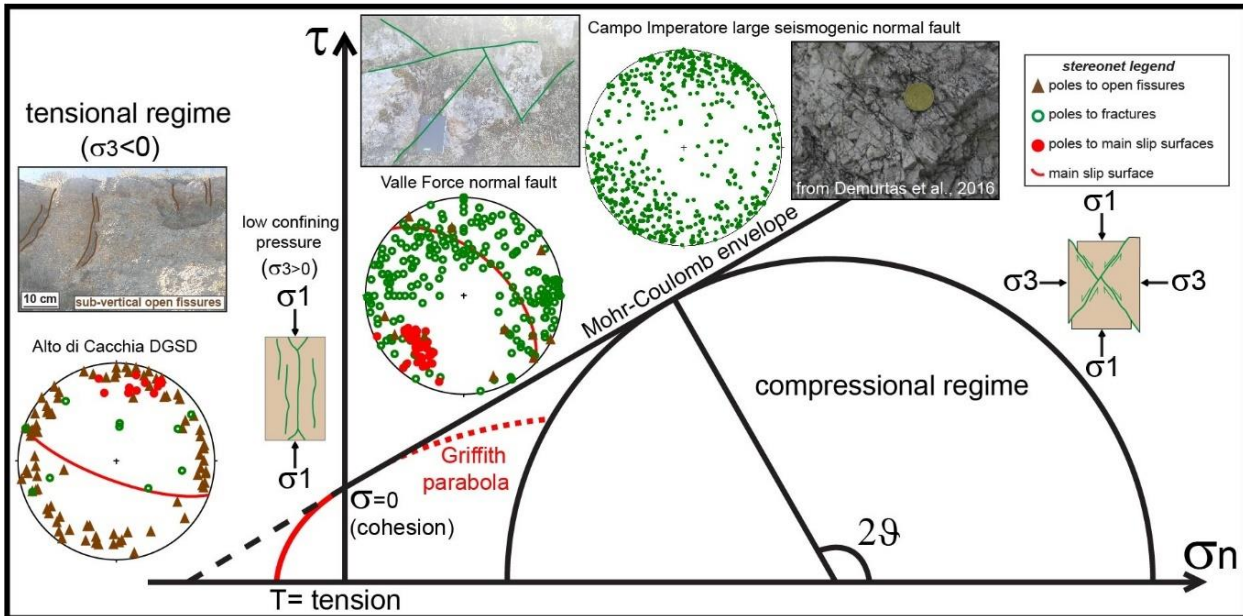 τ
Campo Imperatore large seismogenic normal fault
stereonet legend
poles to open fissures
poles to fractures
poles to main slip surfaces
main slip surface
from Demurtas et al., 2016
tensional regime
(σ3<0)
10 cm
sub-vertical open fissures
Alto di Cacchia DGSD
low confining
pressure
(σ3>0)
σ1
σ1
Valle Force normal fault
Mohr-Coulomb envelope
σ1
σ3
σ3
σ1
compressional regime
Griffith
parabola
σ=0
(cohesion)
2ϑ
σn
T= tension